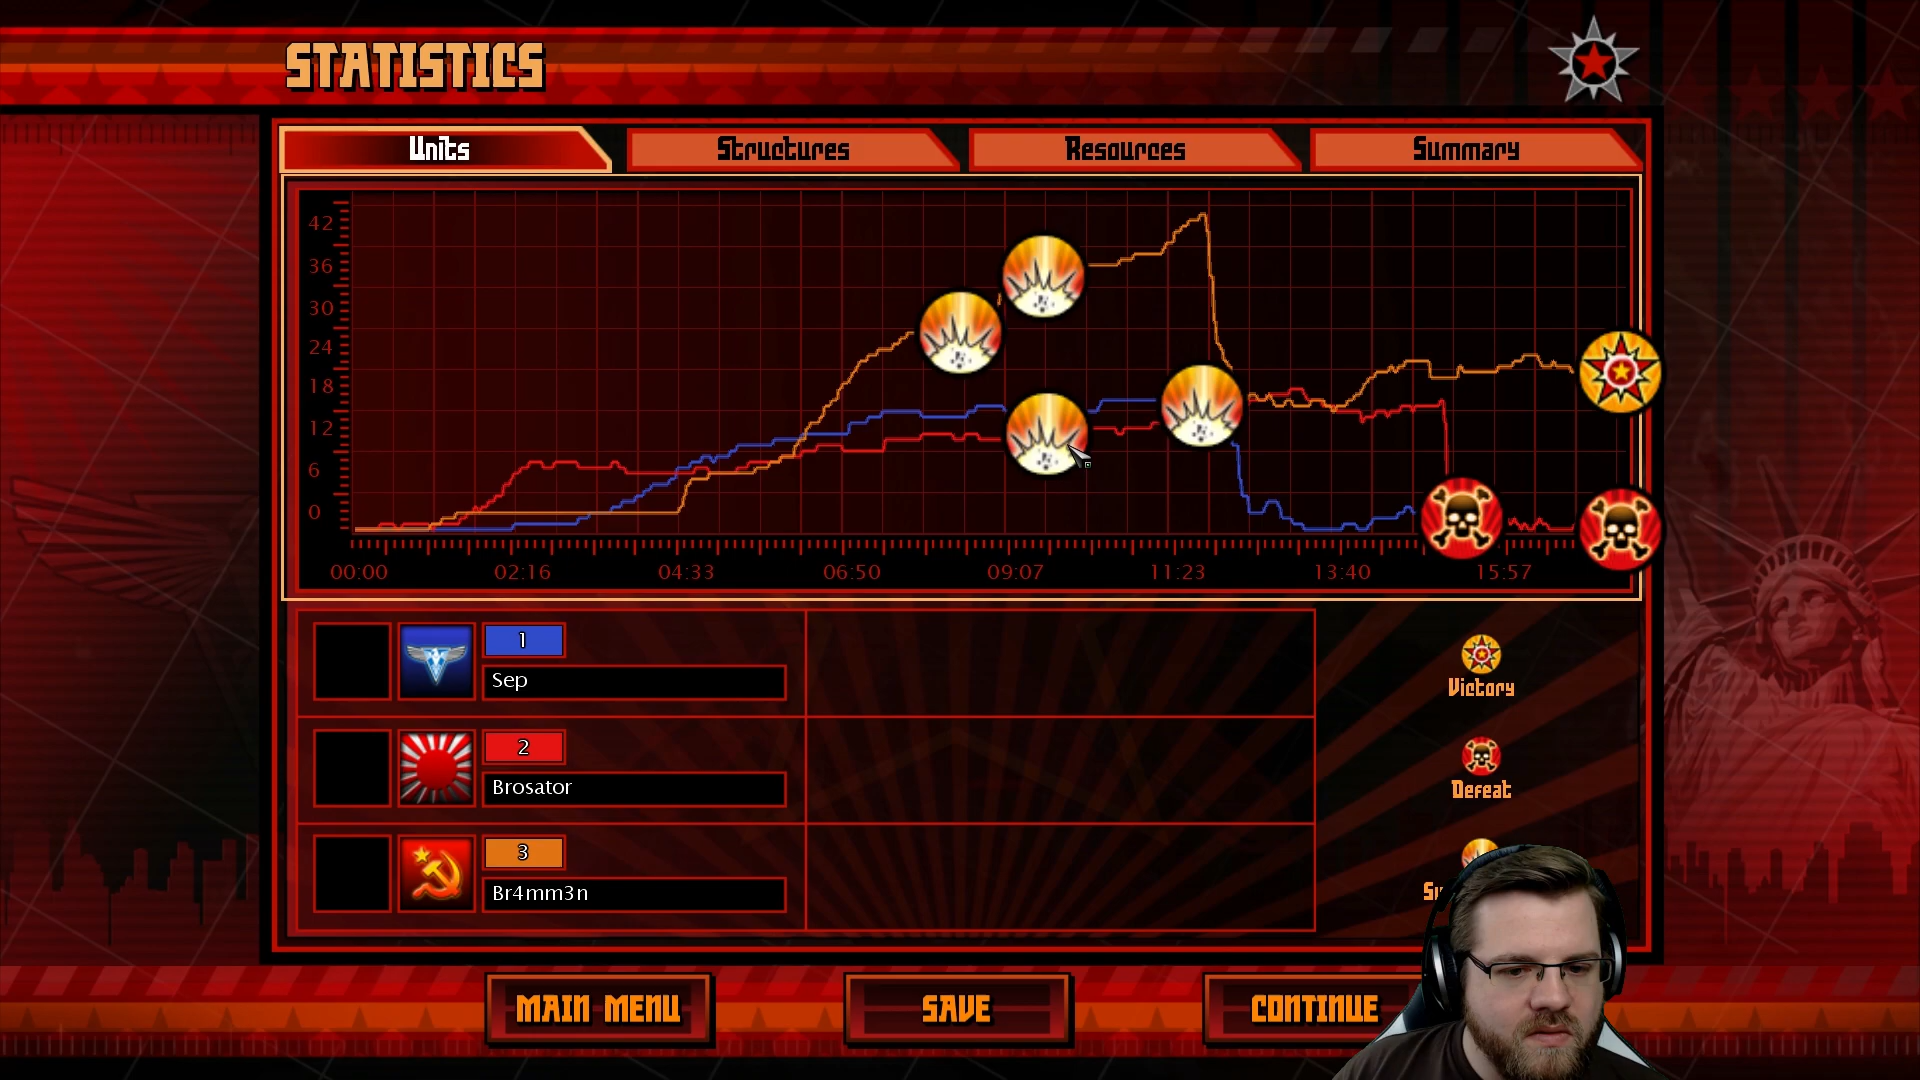 STATISTICS
Units
Structures
Resources
Summary
42
36
30
24
18
12
6
0
00:00 02:16 04:33 06:50 09:07 11:23 13:40 15:57
1
Sep
Victory
2
Brosator
Defeat
3
Br4mm3n
MAIN MENU
SAVE
CONTINUE